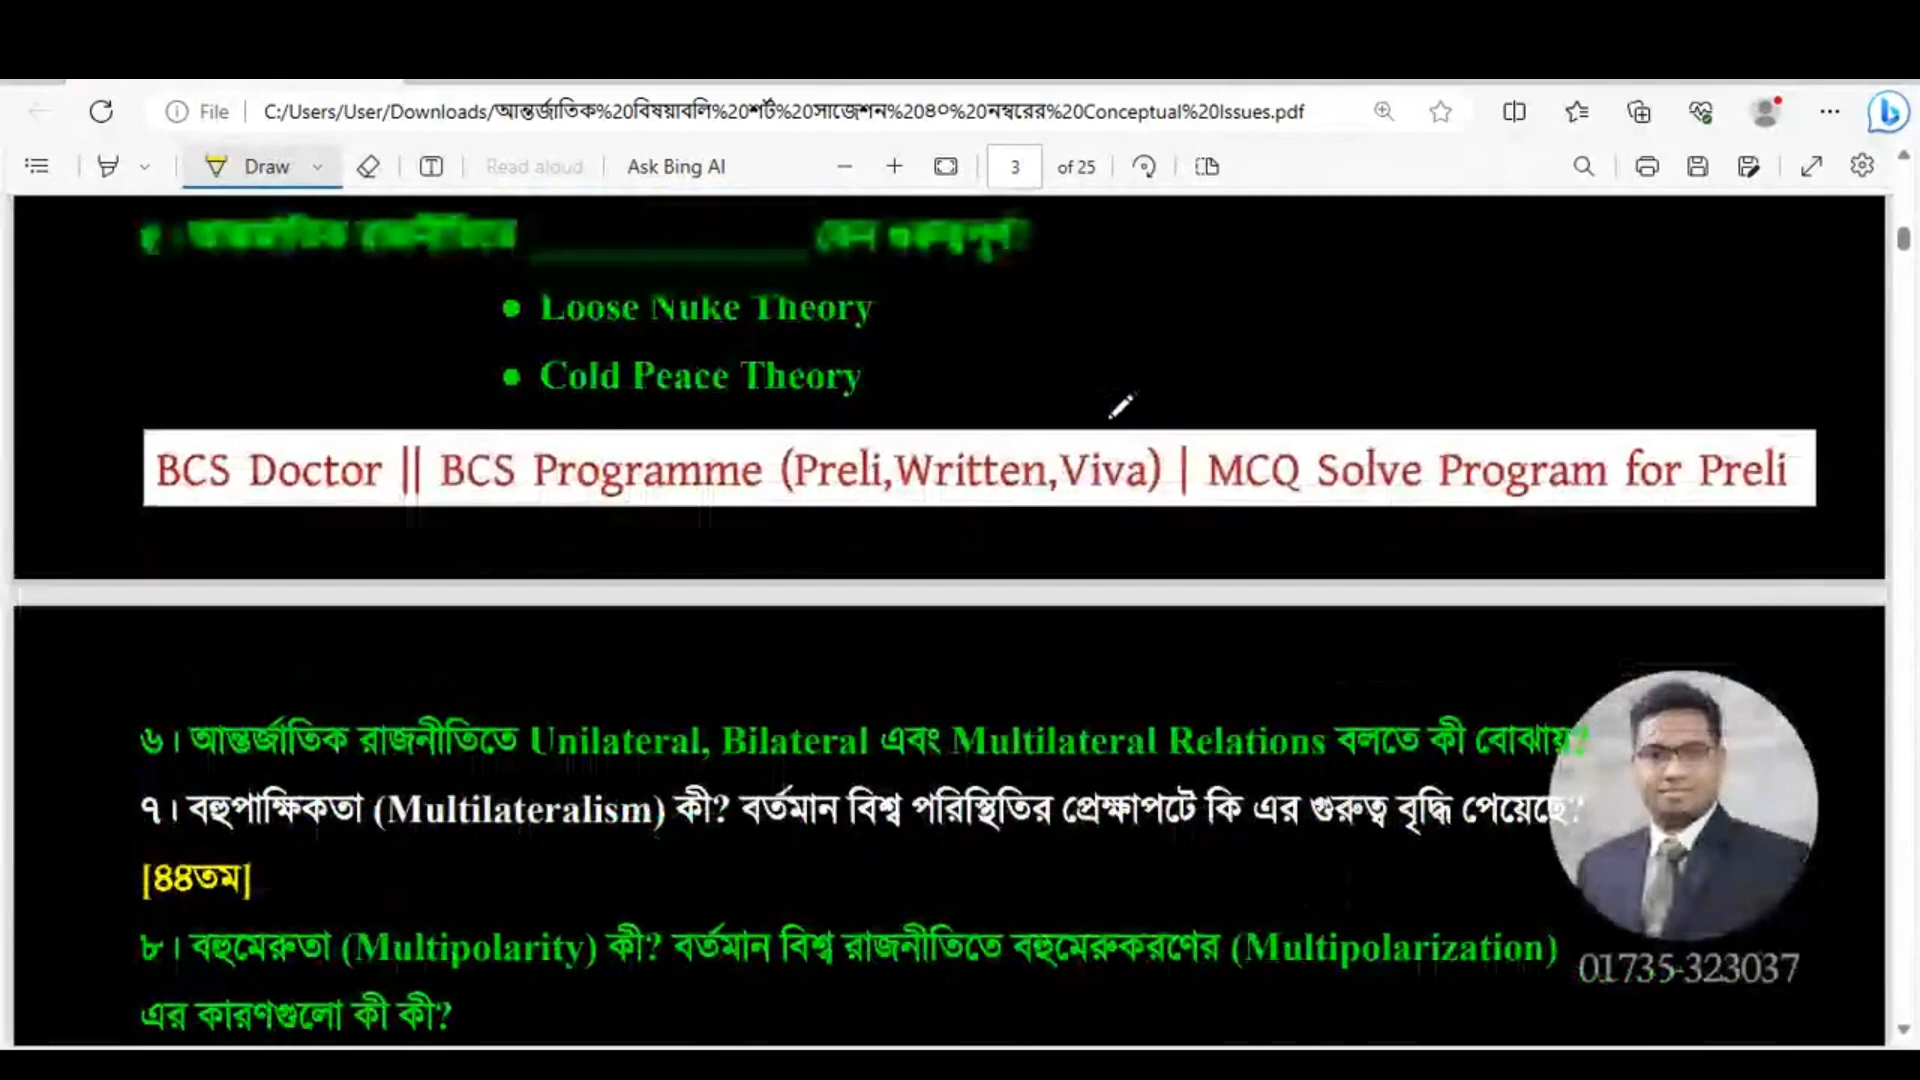 File C:/Users/User/Downloads/আন্তর্জাতিক%20বিষয়াবলি%20শর্ট%20সাজেশন%20৪০%20নম্বরের%20Conceptual%20Issues.pdf
Draw Read aloud Ask Bing AI 3 of 25
Loose Nuke Theory
Cold Peace Theory
BCS Doctor || BCS Programme (Preli,Written,Viva) | MCQ Solve Program for Preli
৬। আন্তর্জাতিক রাজনীতিতে Unilateral, Bilateral এবং Multilateral Relations বলতে কী বোঝায়?
৭। বহুপাক্ষিকতা (Multilateralism) কী? বর্তমান বিশ্ব পরিস্থিতির প্রেক্ষাপটে কি এর গুরুত্ব বৃদ্ধি পেয়েছে?
[৪৪তম]
৮। বহুমেরুতা (Multipolarity) কী? বর্তমান বিশ্ব রাজনীতিতে বহুমেরুকরণের (Multipolarization)
01735-323037
এর কারণগুলো কী কী?